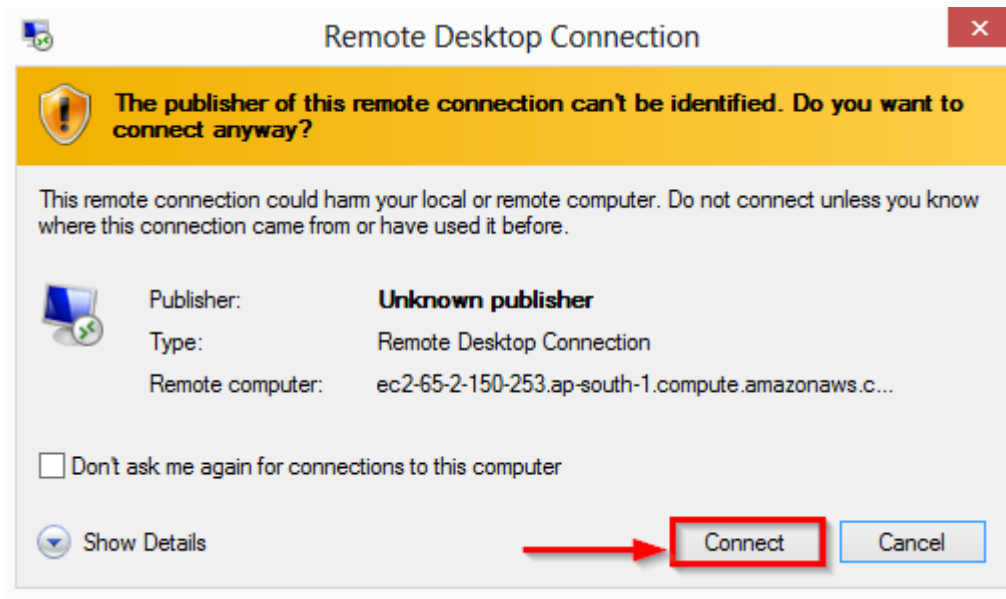 Remote Desktop Connection
The publisher of this remote connection can't be identified. Do you want to
connect anyway?
This remote connection could harm your local or remote computer. Do not connect unless you know
where this connection came from or have used it before.
Publisher: Unknown publisher
Type: Remote Desktop Connection
Remote computer: ec2-65-2-150-253.ap-south-1.compute.amazonaws.c...
Don't ask me again for connections to this computer
Show Details Connect Cancel